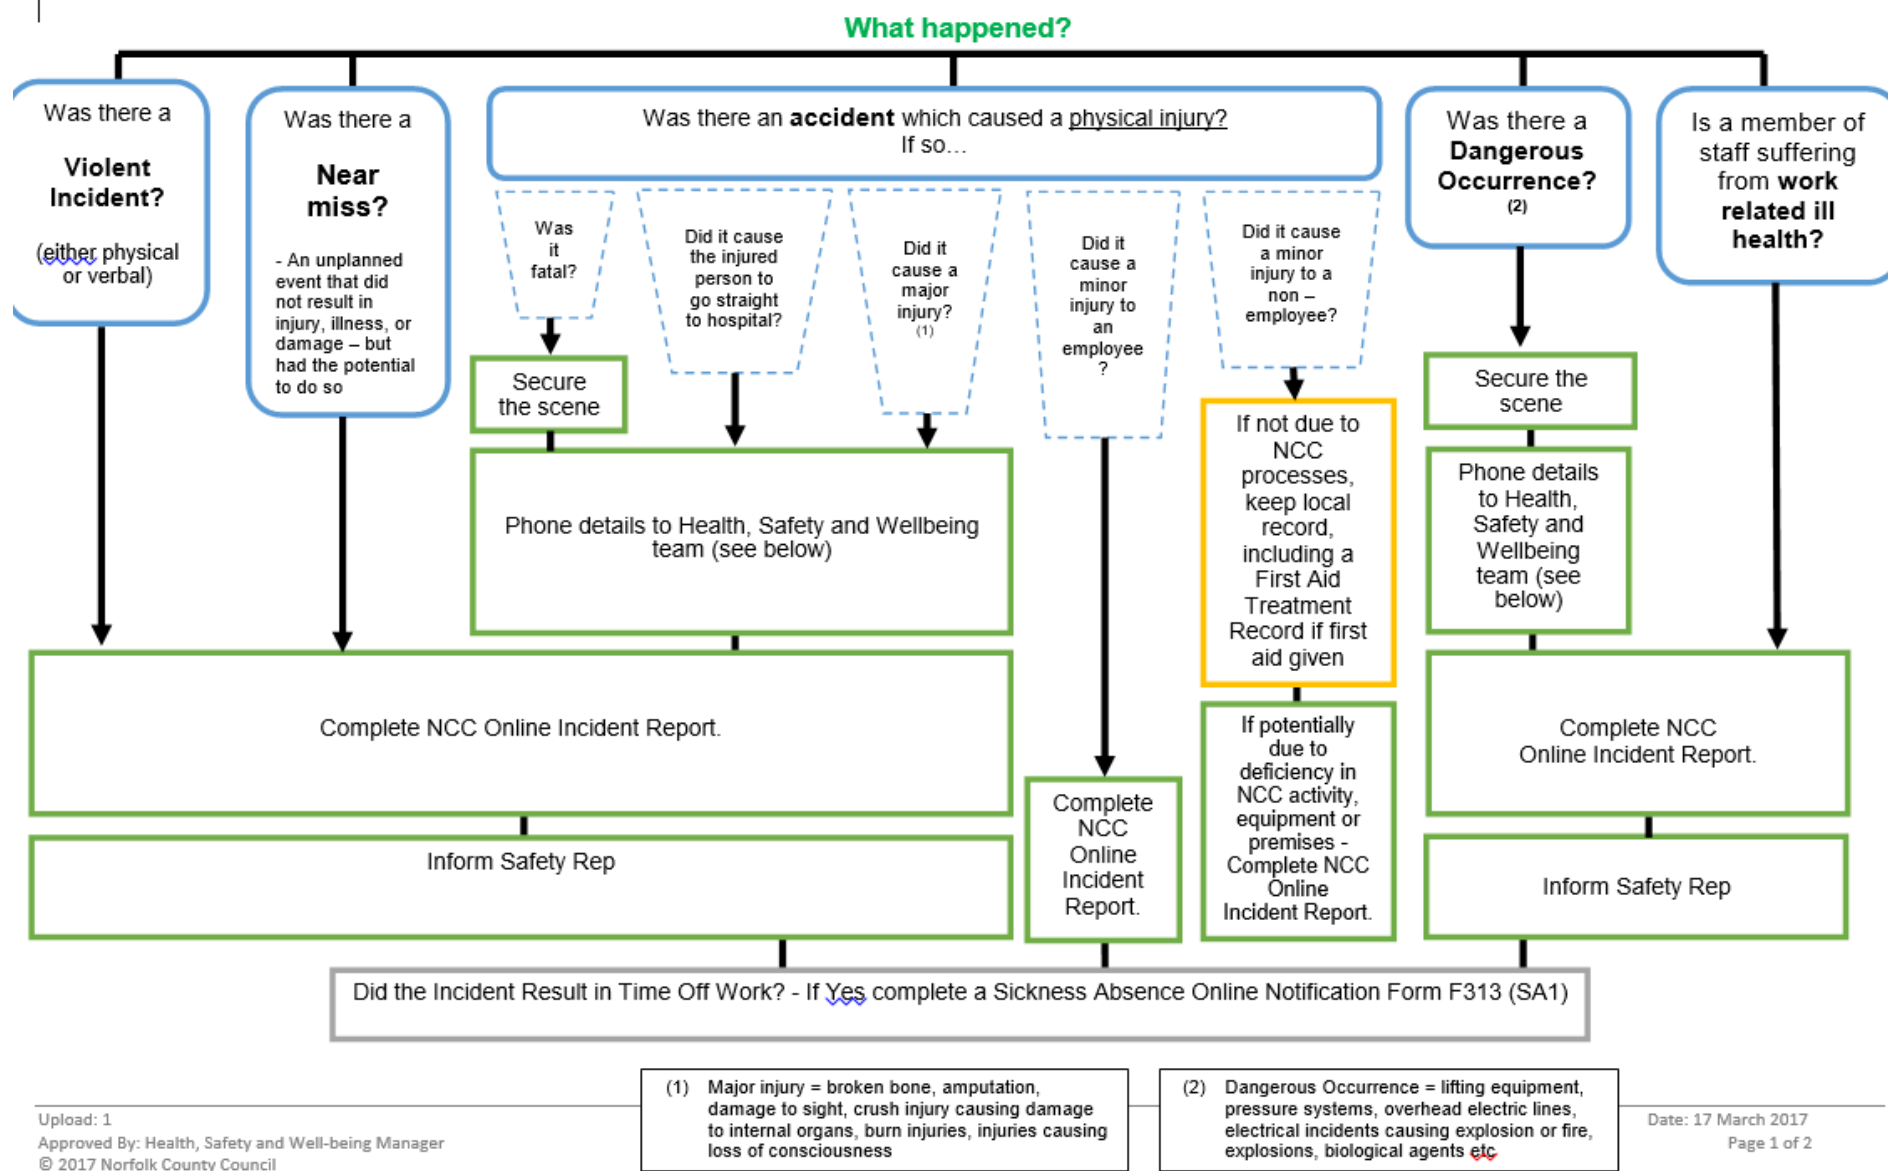 What happened?
Was there a
Violent
Incident?
(either physical
or verbal)
Was there a
Near
miss?
- An unplanned
event that did
not result in
injury, illness, or
damage – but
had the potential
to do so
Was there an accident which caused a physical injury?
If so...
Was
it
fatal?
Did it cause
the injured
person to
go straight
to hospital?
Did it
cause a
major
injury?
(1)
Did it
cause a
minor
injury to
an
employee
?
Did it cause
a minor
injury to a
non –
employee?
Was there a
Dangerous
Occurrence?
(2)
Is a member of
staff suffering
from work
related ill
health?
Secure
the scene
Phone details to Health, Safety and Wellbeing
team (see below)
If not due to
NCC
processes,
keep local
record,
including a
First Aid
Treatment
Record if first
aid given
Secure the
scene
Phone details
to Health,
Safety and
Wellbeing
team (see
below)
Complete NCC Online Incident Report.
Inform Safety Rep
Complete
NCC
Online
Incident
Report.
If potentially
due to
deficiency in
NCC activity,
equipment or
premises -
Complete NCC
Online
Incident Report.
Complete NCC
Online Incident Report.
Inform Safety Rep
Did the Incident Result in Time Off Work? - If Yes complete a Sickness Absence Online Notification Form F313 (SA1)
(1) Major injury = broken bone, amputation,
damage to sight, crush injury causing damage
to internal organs, burn injuries, injuries causing
loss of consciousness
(2) Dangerous Occurrence = lifting equipment,
pressure systems, overhead electric lines,
electrical incidents causing explosion or fire,
explosions, biological agents etc
Upload: 1
Approved By: Health, Safety and Well-being Manager
© 2017 Norfolk County Council
Date: 17 March 2017
Page 1 of 2